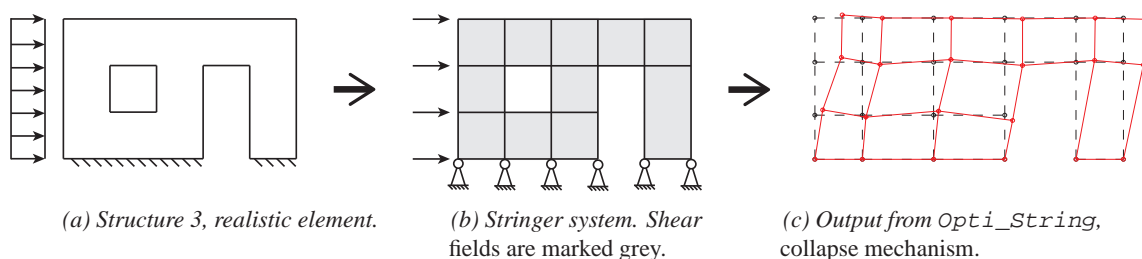 (a) Structure 3, realistic element.
(b) Stringer system. Shear
fields are marked grey.
(c) Output from Opti_String,
collapse mechanism.